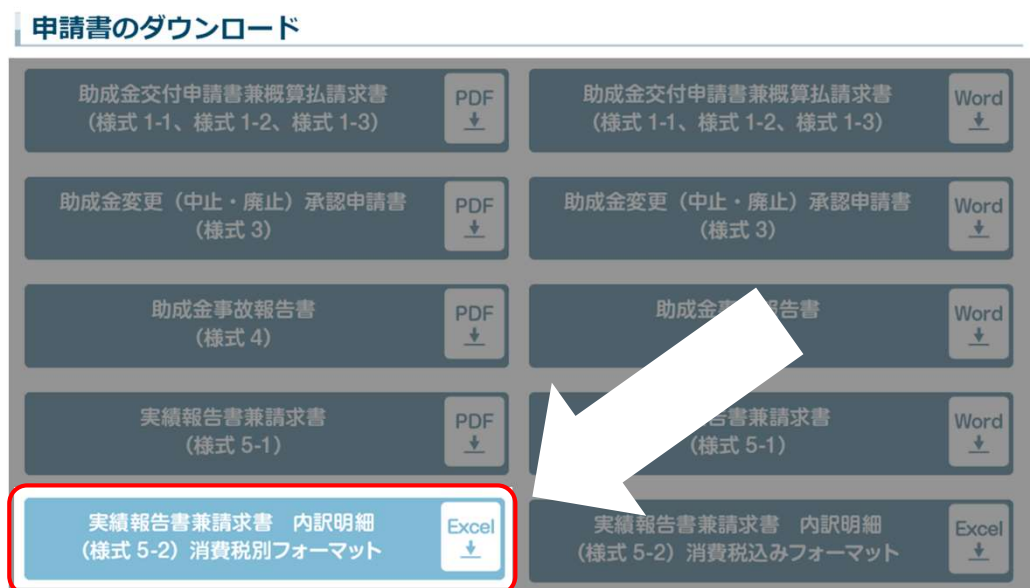 申請書のダウンロード
助成金交付申請書兼概算払請求書
（様式 1-1、様式 1-2、様式 1-3）
PDF
助成金交付申請書兼概算払請求書
（様式 1-1、様式 1-2、様式 1-3）
Word
助成金変更（中止・廃止）承認申請書
（様式 3）
PDF
助成金変更（中止・廃止）承認申請書
（様式 3）
Word
助成金事故報告書
（様式 4）
PDF
助成金事 報告書
Word
実績報告書兼請求書
（様式 5-1）
PDF
告書兼請求書
（様式 5-1）
Word
実績報告書兼請求書 内訳明細
（様式 5-2）消費税別フォーマット
Excel
実績報告書兼請求書 内訳明細
（様式 5-2）消費税込みフォーマット
Excel